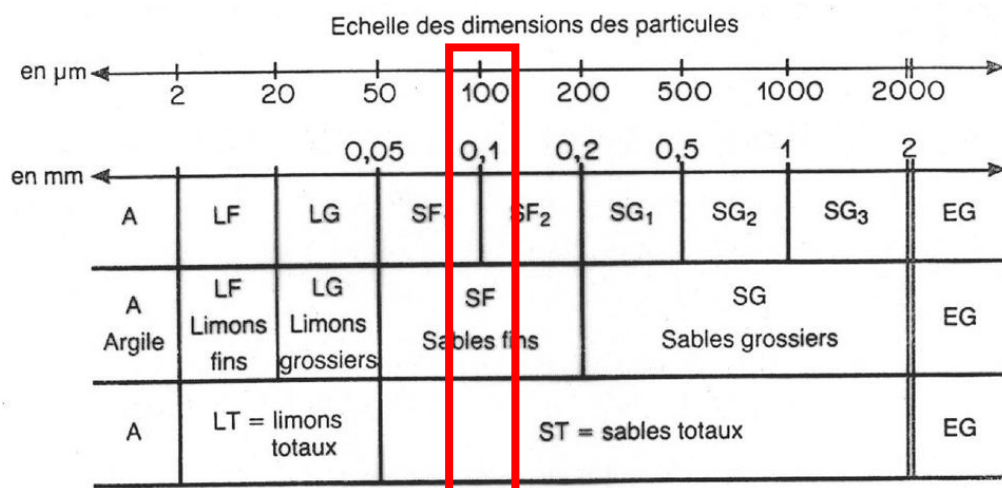 Echelle des dimensions des particules
en µm 2 20 50 100 200 500 1000 2000
0,05 0,1 0,2 0,5 1 2
en mm
A LF LG SF SF₂ SG₁ SG₂ SG₃ EG
A LF LG SF SG EG
Argile Limons Limons Sables fins Sables grossiers
fins grossiers
A LT = limons ST = sables totaux EG
totaux